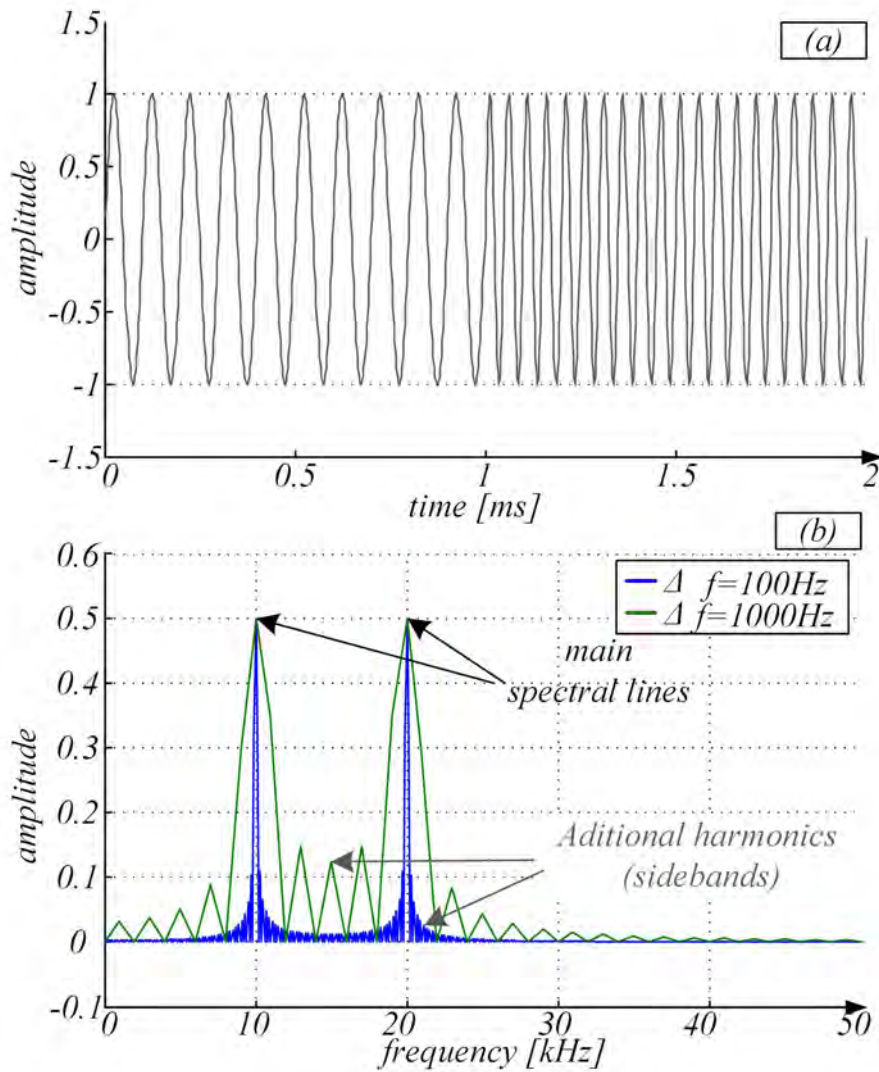 (a)
1.5
1
0.5
0
-0.5
-1
-1.5
amplitude
0 0.5 1 1.5 2
time [ms]
(b)
0.6
0.5
0.4
0.3
0.2
0.1
0
-0.1
amplitude
Δ f=100Hz
Δ f=1000Hz
main
spectral lines
Aditional harmonics
(sidebands)
0 10 20 30 40 50
frequency [kHz]